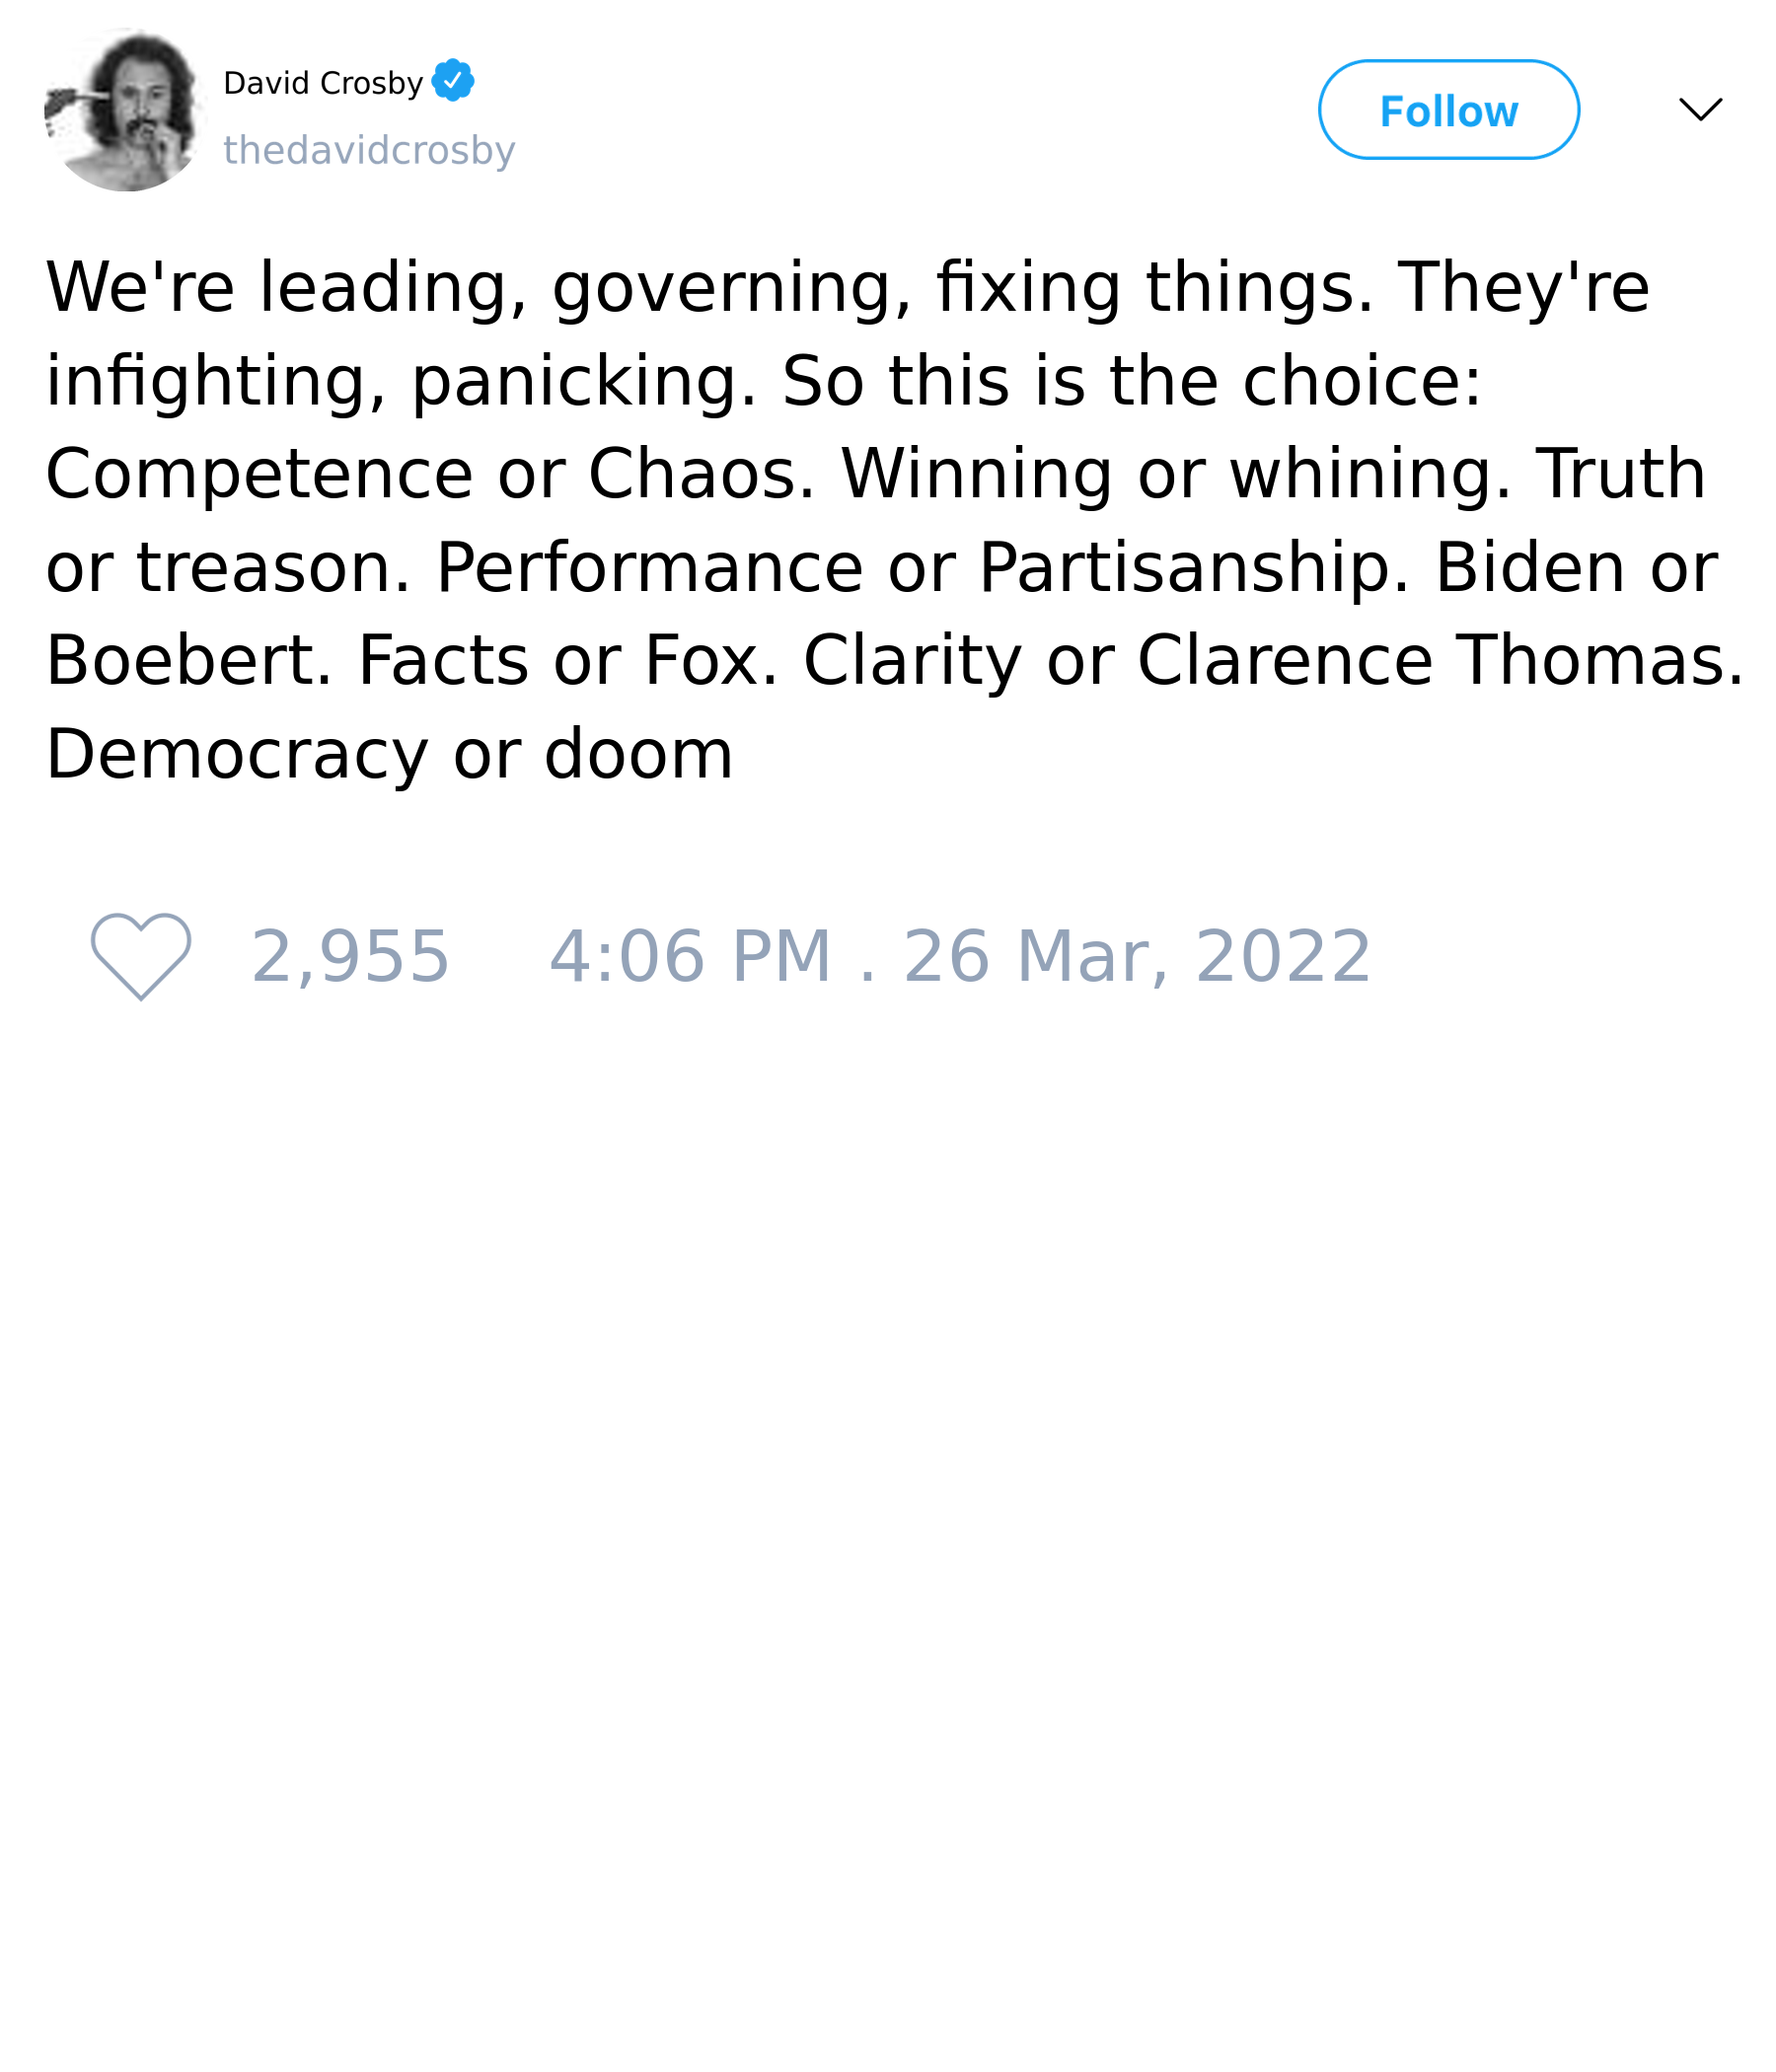 David Crosby
thedavidcrosby
Follow
We're leading, governing, fixing things. They're
infighting, panicking. So this is the choice:
Competence or Chaos. Winning or whining. Truth
or treason. Performance or Partisanship. Biden or
Boebert. Facts or Fox. Clarity or Clarence Thomas.
Democracy or doom
2,955 4:06 PM . 26 Mar, 2022